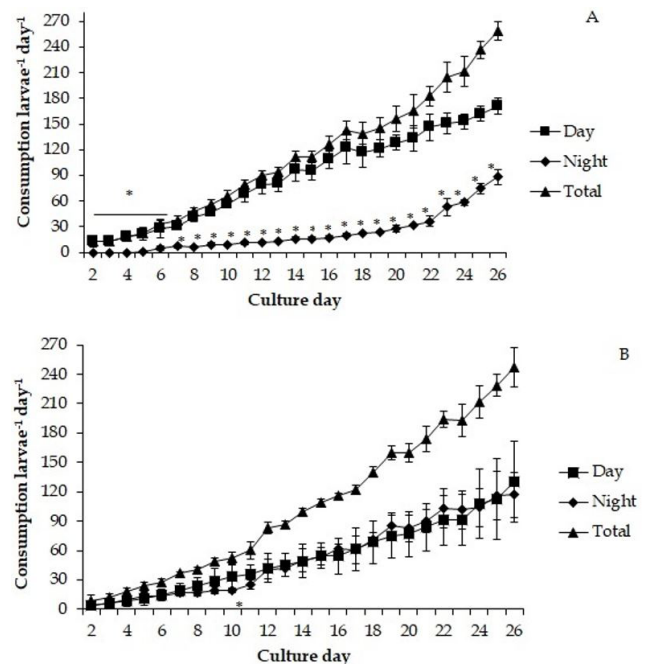 A
Consumption larvae-1 day-1
270
240
210
180
150
120
90
60
30
0
*
* * * * * * * * * * * * * * * * * * * *
2 4 6 8 10 12 14 16 18 20 22 24 26
Culture day
Day
Night
Total
B
Consumption larvae-1 day-1
270
240
210
180
150
120
90
60
30
0
*
2 4 6 8 10 12 14 16 18 20 22 24 26
Culture day
Day
Night
Total